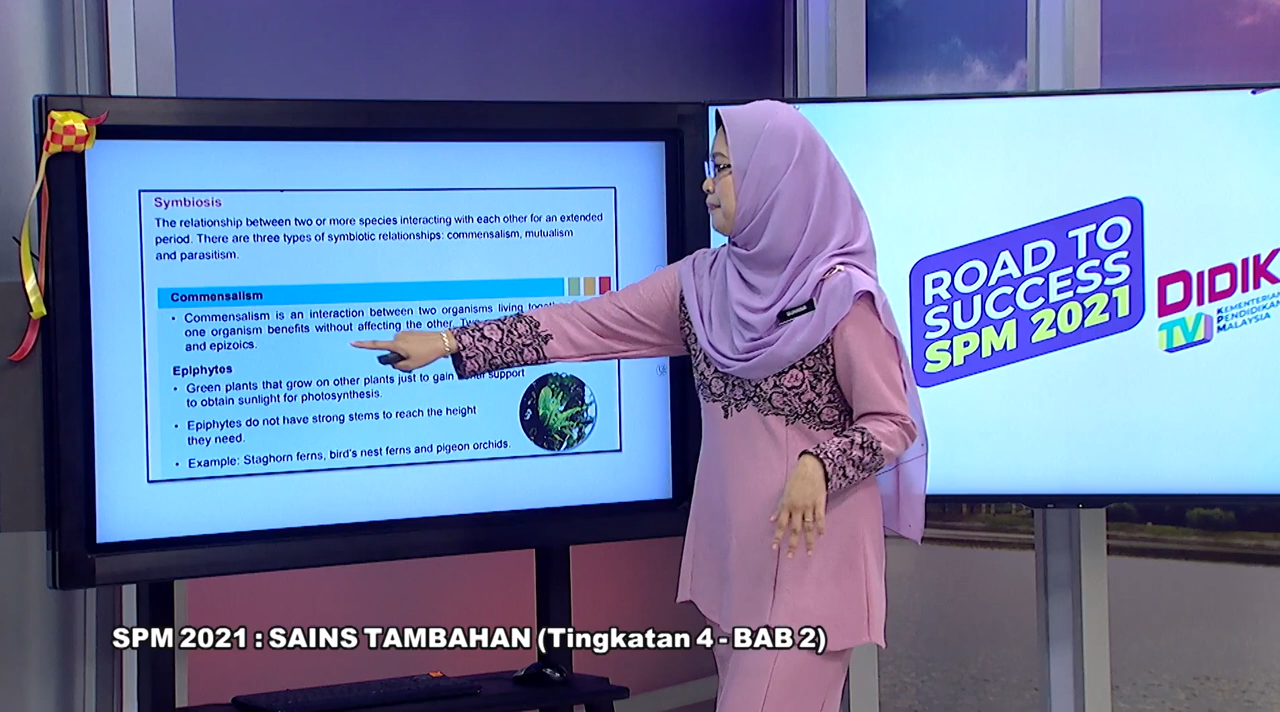 Symbiosis
The relationship between two or more species interacting with each other for an extended
period. There are three types of symbiotic relationships: commensalism, mutualism
and parasitism.
Commensalism
• Commensalism is an interaction between two organisms living
one organism benefits without affecting the other.
and epizoics.
Epiphytes
• Green plants that grow on other plants just to gain support
to obtain sunlight for photosynthesis.
• Epiphytes do not have strong stems to reach the height
they need.
• Example: Staghorn ferns, bird's nest ferns and pigeon orchids.
ROAD TO
SUCCESS
SPM 2021
DIDIK
TV
KEMENTERIAN
PENDIDIKAN
MALAYSIA
SPM 2021 : SAINS TAMBAHAN (Tingkatan 4 - BAB 2)